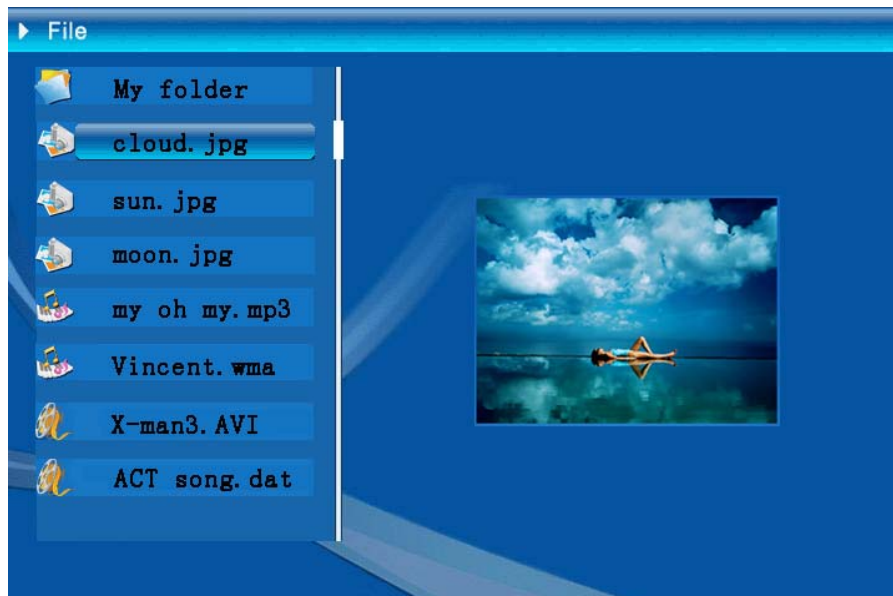 File
My folder
cloud.jpg
sun.jpg
moon.jpg
my oh my.mp3
Vincent.wma
X-man3.AVI
ACT song.dat